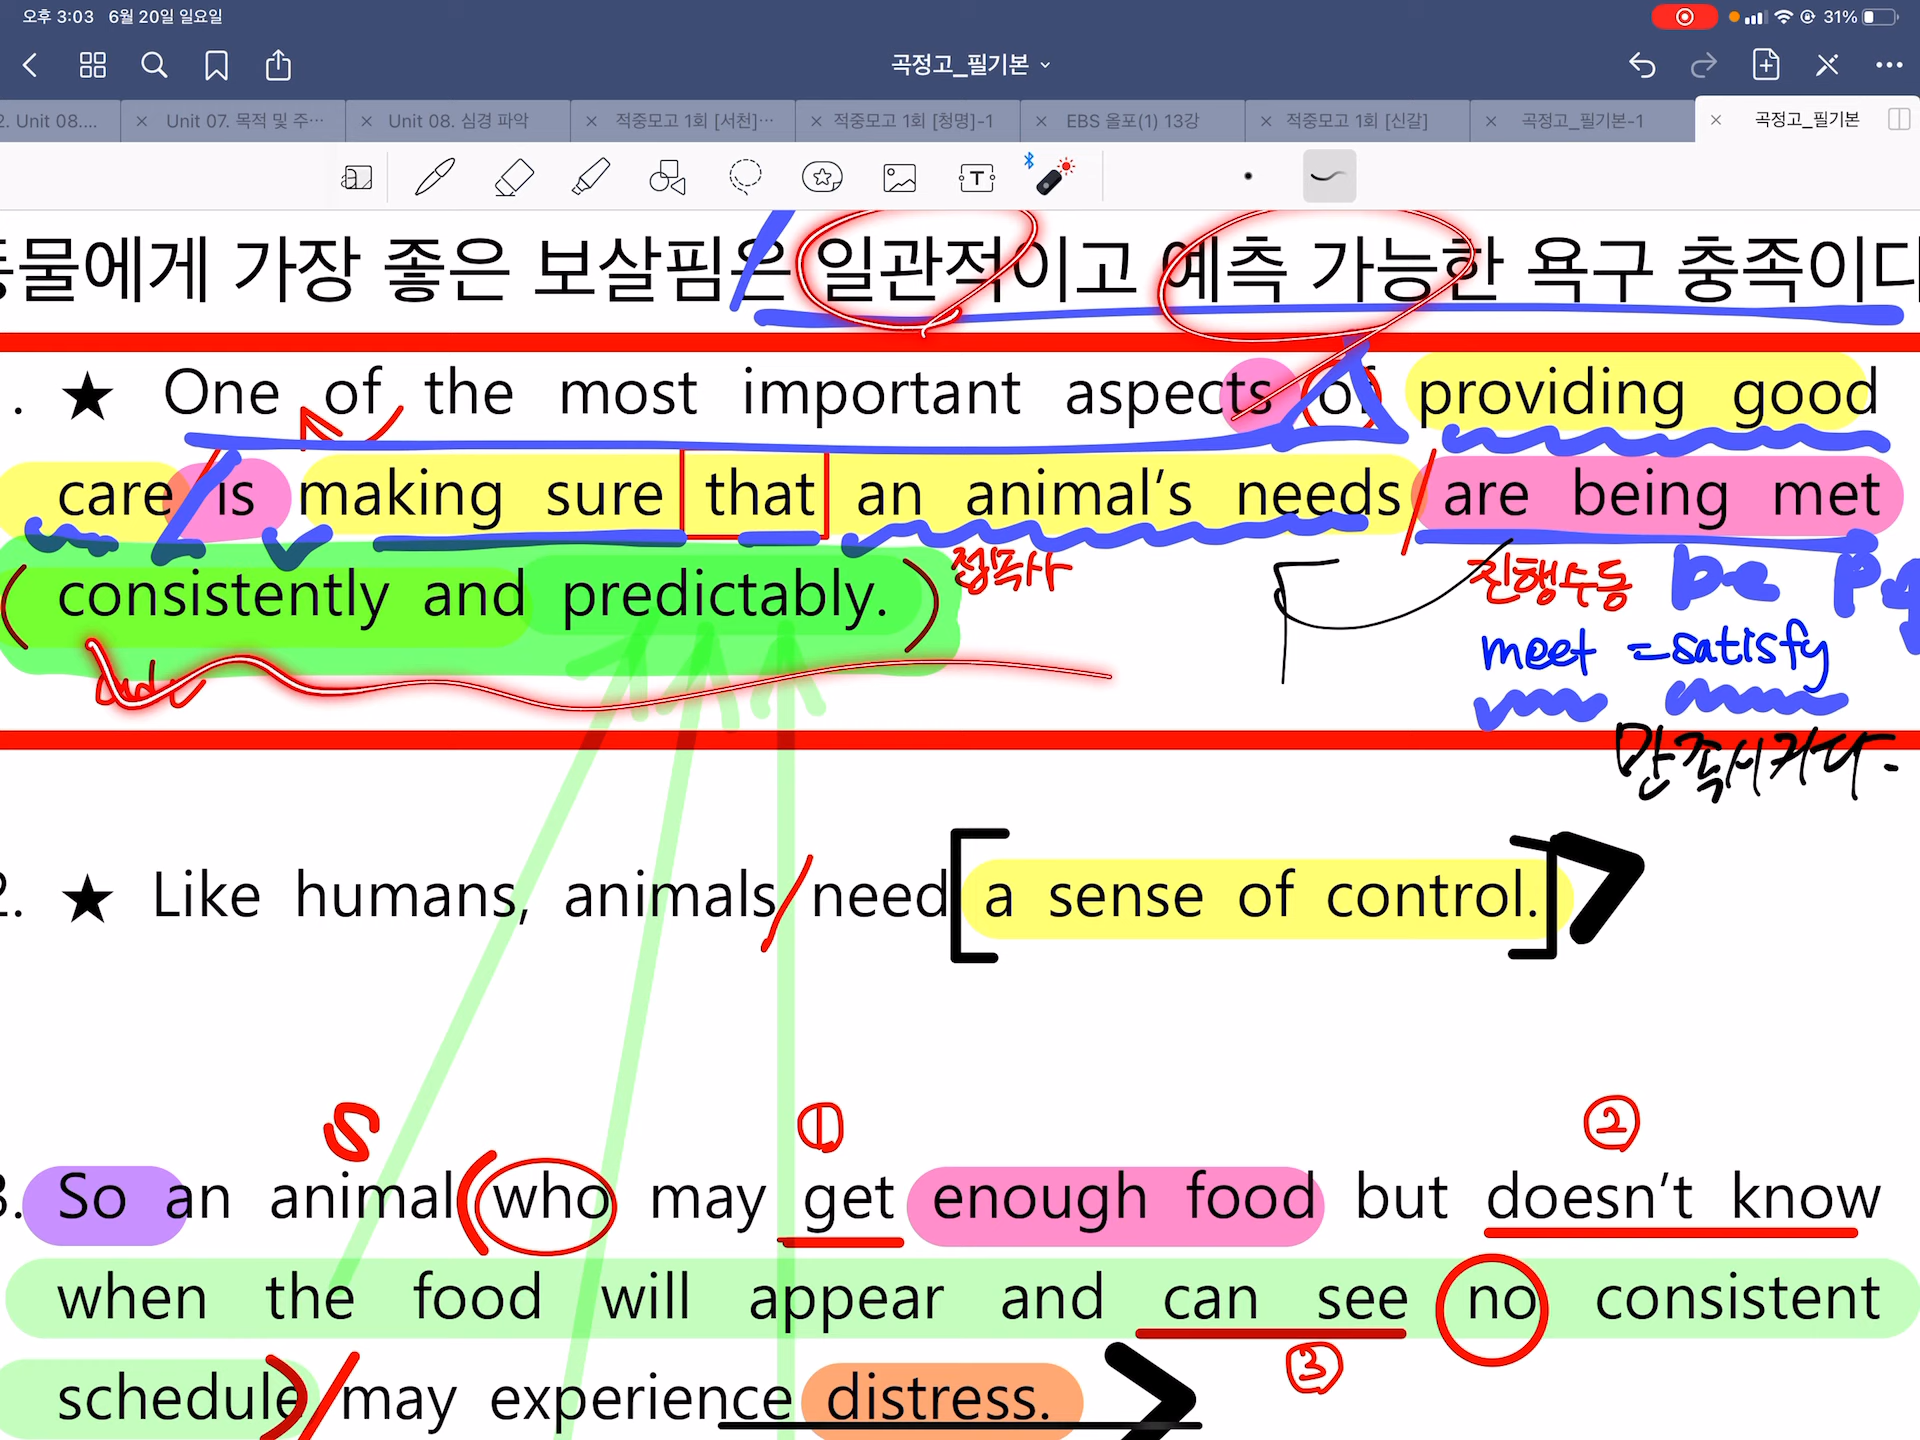 오후 3:03 6월 20일 일요일 31%
곡정고_필기본
2. Unit 08.... Unit 07. 목적 및 주... Unit 08. 심경 파악 적중모고 1회 [서천]... 적중모고 1회 [청명]-1 EBS 올포(1) 13강 적중모고 1회 [신갈] 곡정고_필기본-1 곡정고_필기본
동물에게 가장 좋은 보살핌은 일관적이고 예측 가능한 욕구 충족이다
. ★ One of the most important aspects of providing good
care is making sure that an animal's needs are being met
(consistently and predictably.)
진행수동 be p.p
meet = satisfy
만족시키다.
2. ★ Like humans, animals/need [a sense of control.]
S ① ②
3. So an animal (who may get enough food but doesn't know
when the food will appear and can see no consistent
③
schedule)/may experience distress.